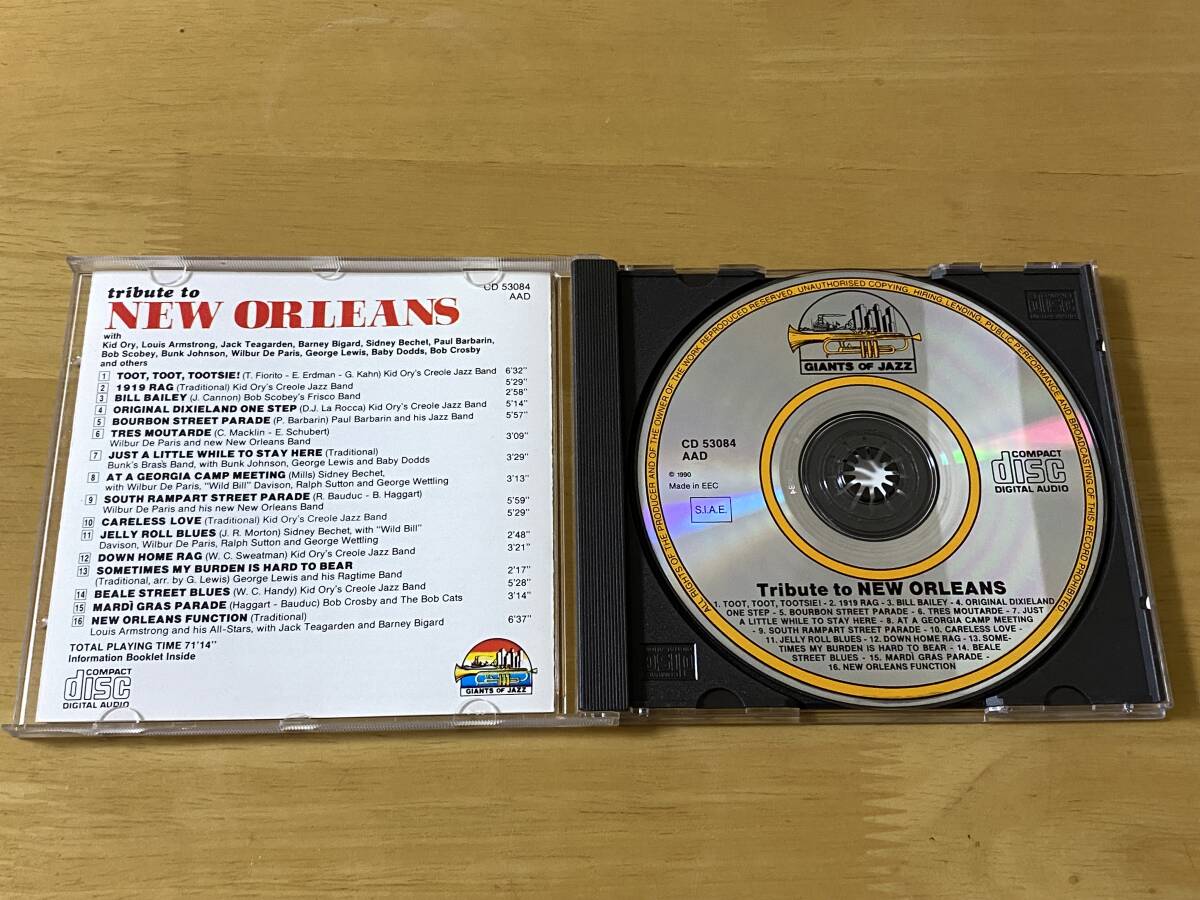 tribute to
NEW ORLEANS
CD 53084
AAD
with
Kid Ory, Louis Armstrong, Jack Teagarden, Barney Bigard, Sidney Bechet, Paul Barbarin,
Bob Scobey, Bunk Johnson, Wilbur De Paris, George Lewis, Baby Dodds, Bob Crosby
and others
1 TOOT, TOOT, TOOTSIE! (T. Fiorito - E. Erdman - G. Kahn) Kid Ory's Creole Jazz Band 6'32"
2 1919 RAG (Traditional) Kid Ory's Creole Jazz Band 5'29"
3 BILL BAILEY (J. Cannon) Bob Scobey's Frisco Band 2'58"
4 ORIGINAL DIXIELAND ONE STEP (D.J. La Rocca) Kid Ory's Creole Jazz Band 5'14"
5 BOURBON STREET PARADE (P. Barbarin) Paul Barbarin and his Jazz Band 5'57"
6 TRES MOUTARDE (C. Macklin - E. Schubert)
Wilbur De Paris and new New Orleans Band 3'09"
7 JUST A LITTLE WHILE TO STAY HERE (Traditional)
Bunk's Brass Band, with Bunk Johnson, George Lewis and Baby Dodds 3'29"
8 AT A GEORGIA CAMP MEETING (Mills) Sidney Bechet,
with Wilbur De Paris, "Wild Bill" Davison, Ralph Sutton and George Wettling 3'13"
9 SOUTH RAMPART STREET PARADE (R. Bauduc - B. Haggart)
Wilbur De Paris and his new New Orleans Band 5'59"
10 CARELESS LOVE (Traditional) Kid Ory's Creole Jazz Band 5'29"
11 JELLY ROLL BLUES (J. R. Morton) Sidney Bechet, with "Wild Bill"
Davison, Wilbur De Paris, Ralph Sutton and George Wettling 2'48"
12 DOWN HOME RAG (W. C. Sweatman) Kid Ory's Creole Jazz Band 3'21"
13 SOMETIMES MY BURDEN IS HARD TO BEAR
(Traditional, arr. by G. Lewis) George Lewis and his Ragtime Band 2'17"
14 BEALE STREET BLUES (W. C. Handy) Kid Ory's Creole Jazz Band 5'28"
15 MARDÌ GRAS PARADE (Haggart - Bauduc) Bob Crosby and The Bob Cats 3'14"
16 NEW ORLEANS FUNCTION (Traditional)
Louis Armstrong and his All-Stars, with Jack Teagarden and Barney Bigard 6'37"
TOTAL PLAYING TIME 71'14"
Information Booklet Inside
COMPACT
disc
DIGITAL AUDIO
GIANTS OF JAZZ
ALL RIGHTS OF THE PRODUCER AND OF THE OWNER OF THE WORK REPRODUCED RESERVED. UNAUTHORISED COPYING, HIRING, LENDING, PUBLIC PERFORMANCE AND BROADCASTING OF THIS RECORD PROHIBITED
GIANTS OF JAZZ
CD 53084
AAD
℗ 1990
Made in EEC
S.I.A.E.
COMPACT
disc
DIGITAL AUDIO
Tribute to NEW ORLEANS
1. TOOT, TOOT, TOOTSIE! - 2. 1919 RAG - 3. BILL BAILEY - 4. ORIGINAL DIXIELAND
ONE STEP - 5. BOURBON STREET PARADE - 6. TRES MOUTARDE - 7. JUST
A LITTLE WHILE TO STAY HERE - 8. AT A GEORGIA CAMP MEETING
- 9. SOUTH RAMPART STREET PARADE - 10. CARELESS LOVE -
11. JELLY ROLL BLUES - 12. DOWN HOME RAG - 13. SOME-
TIMES MY BURDEN IS HARD TO BEAR - 14. BEALE
STREET BLUES - 15. MARDÌ GRAS PARADE -
16. NEW ORLEANS FUNCTION